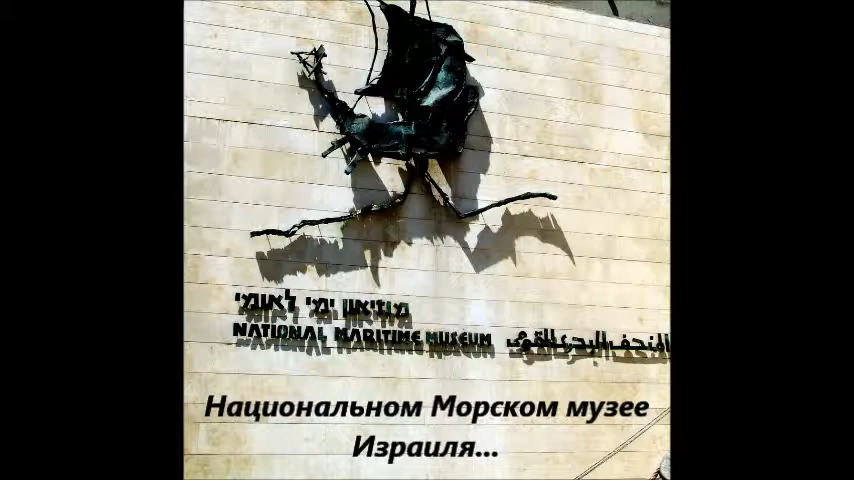 מוזיאון ימי לאומי
NATIONAL MARITIME MUSEUM المتحف البحري القومي
Национальном Морском музее
Израиля...